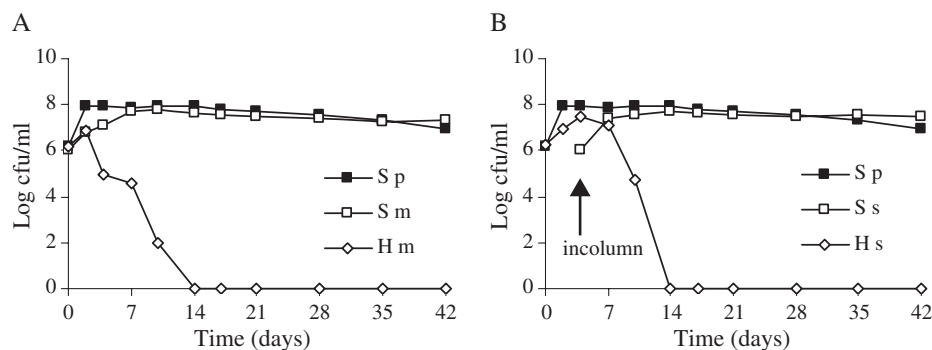 A
B
10
8
6
4
2
0
Log cfu/ml
S p
S m
H m
0 7 14 21 28 35 42
Time (days)
10
8
6
4
2
0
Log cfu/ml
incolumn
S p
S s
H s
0 7 14 21 28 35 42
Time (days)